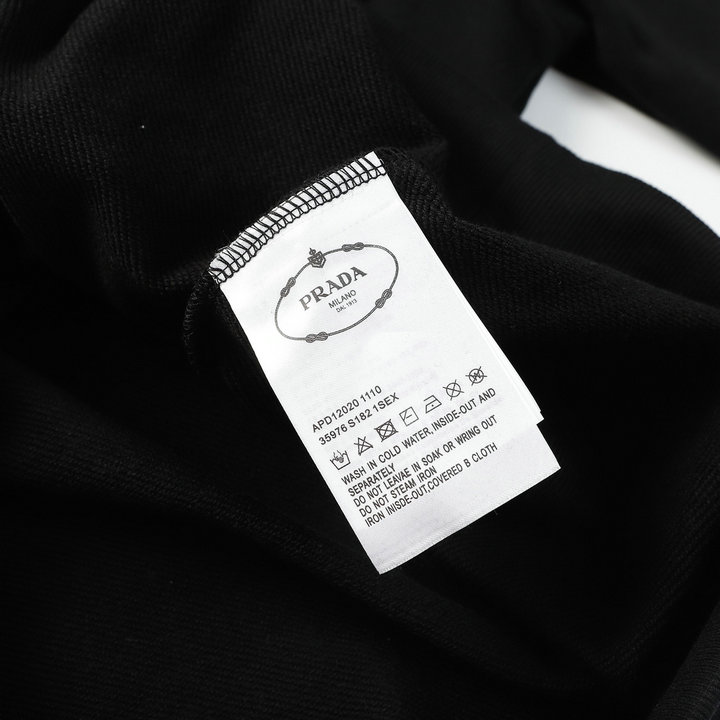 PRADA
MILANO
DAL 1913
APD12020 1110
35976 S182 1SEX
WASH IN COLD WATER, INSIDE-OUT AND
SEPARATELY
DO NOT LEAVAE IN SOAK OR WRING OUT
DO NOT STEAM IRON
IRON INISDE-OUT,COVERED B CLOTH